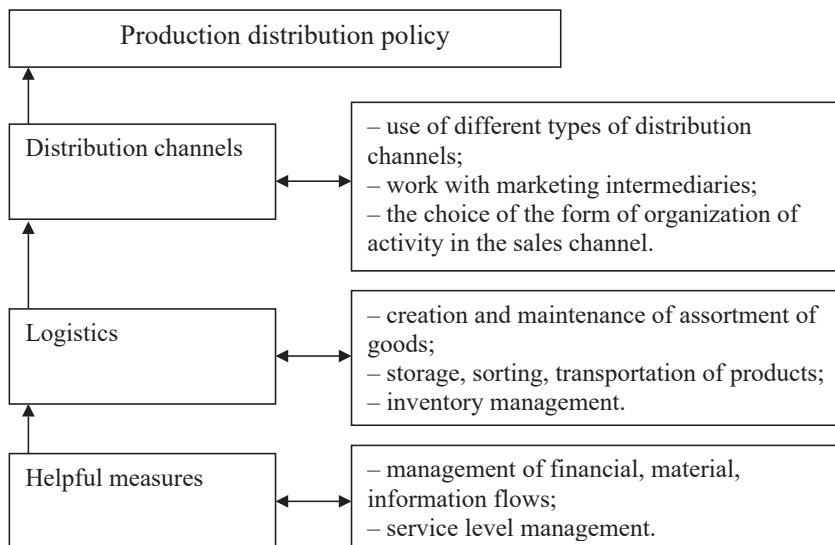 Production distribution policy
Distribution channels
– use of different types of distribution
channels;
– work with marketing intermediaries;
– the choice of the form of organization of
activity in the sales channel.
Logistics
– creation and maintenance of assortment of
goods;
– storage, sorting, transportation of products;
– inventory management.
Helpful measures
– management of financial, material,
information flows;
– service level management.